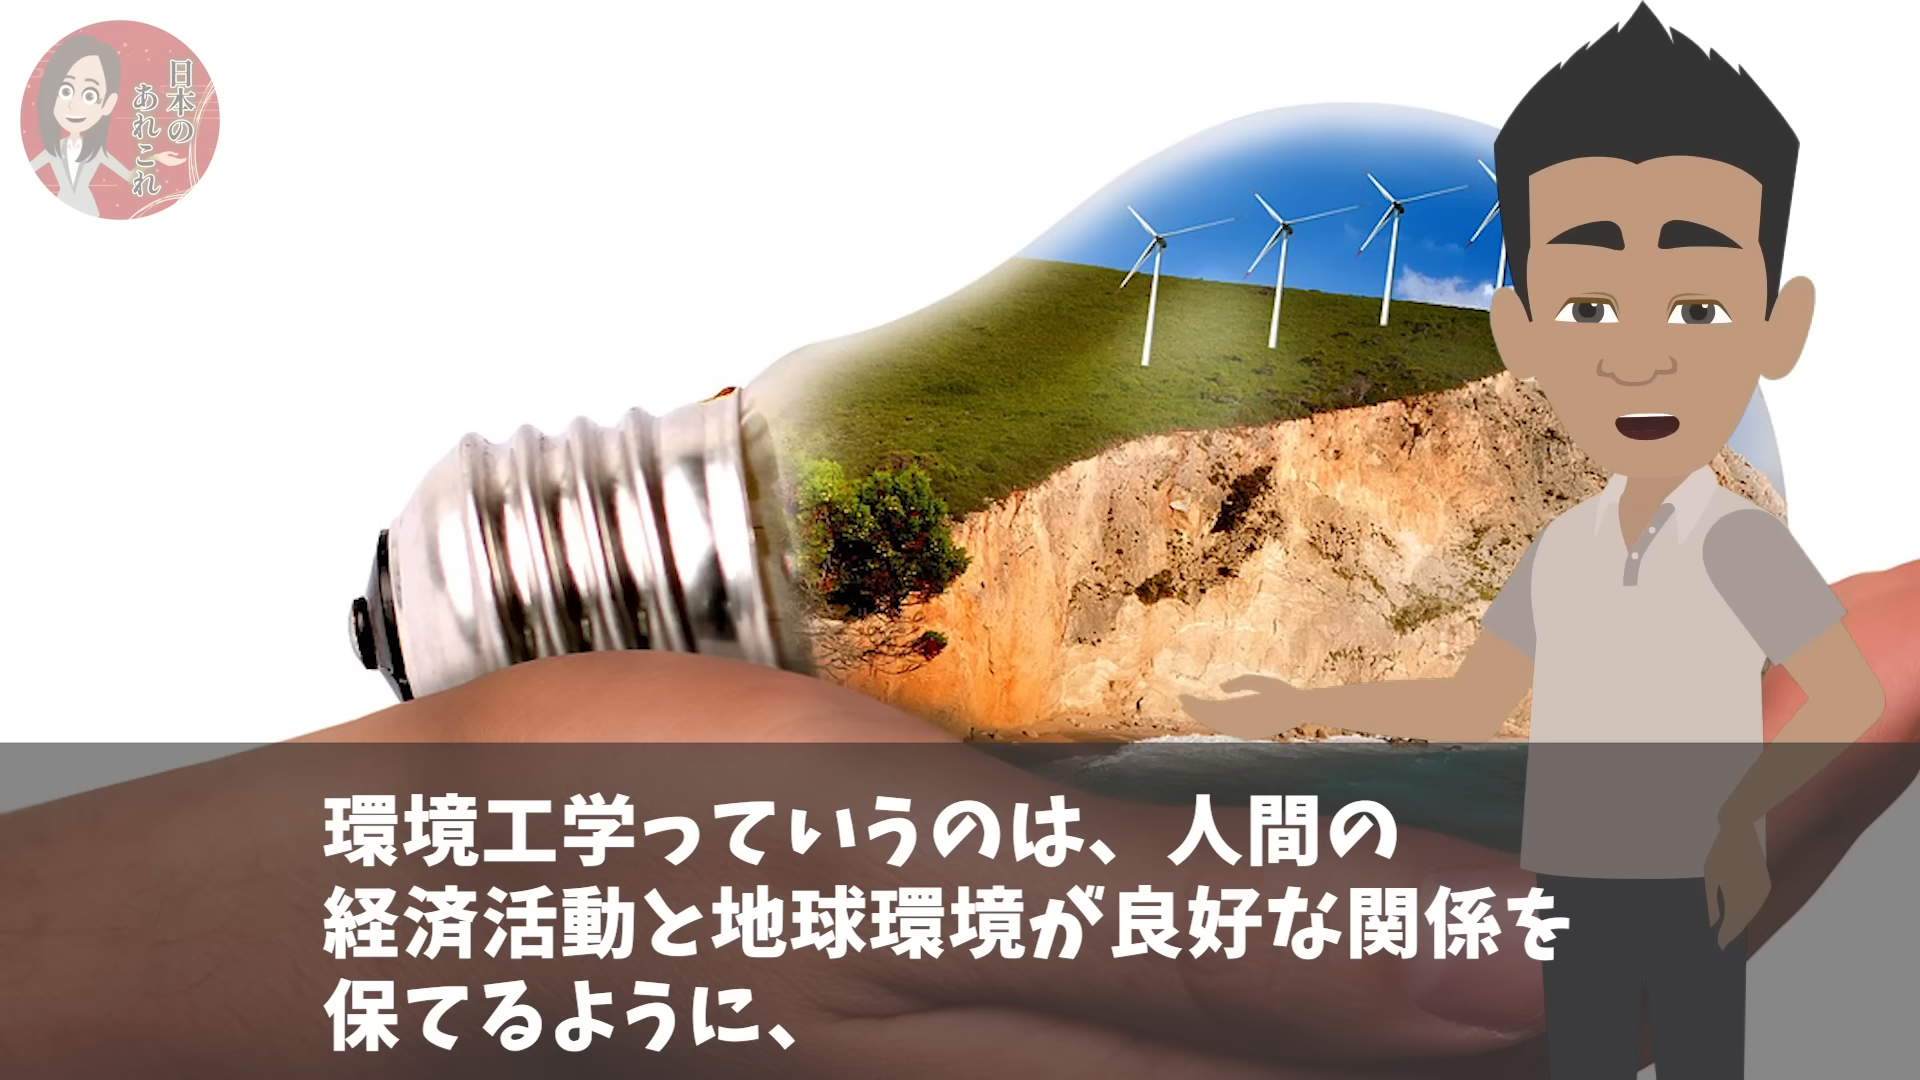 日本の
あれこれ
環境工学っていうのは、人間の
経済活動と地球環境が良好な関係を
保てるように、